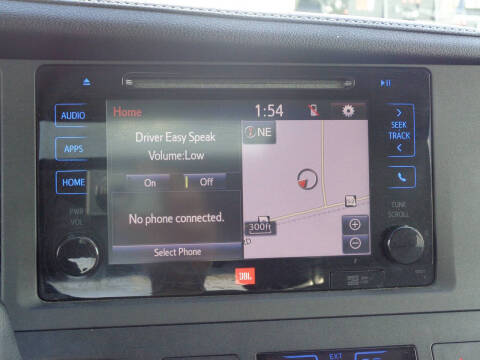 AUDIO
APPS
HOME
PWR
VOL
Home
1:54
Driver Easy Speak
Volume:Low
On
Off
No phone connected.
Select Phone
NE
300ft
SEEK
TRACK
TUNE
SCROLL
JBL
EXT